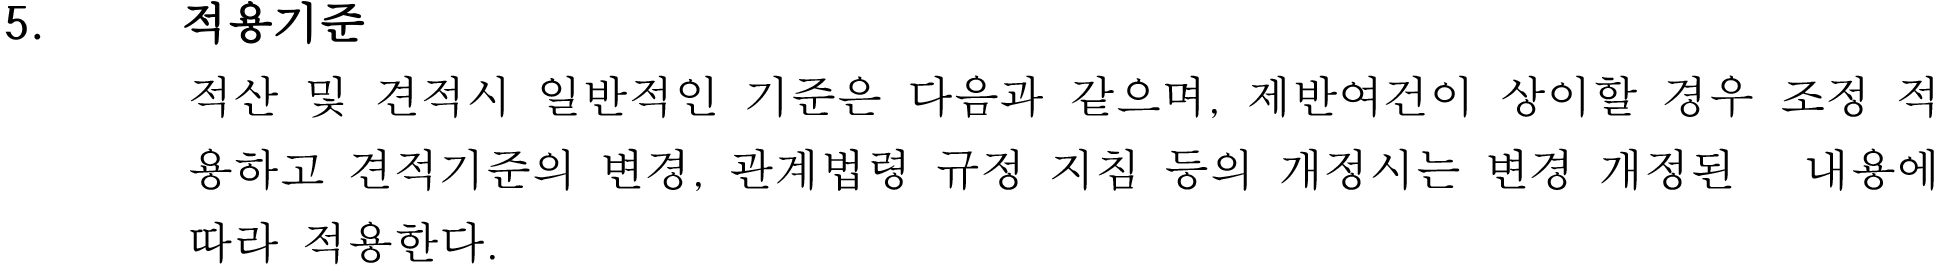 5. 적용기준
적산 및 견적시 일반적인 기준은 다음과 같으며, 제반여건이 상이할 경우 조정 적
용하고 견적기준의 변경, 관계법령 규정 지침 등의 개정시는 변경 개정된 내용에
따라 적용한다.